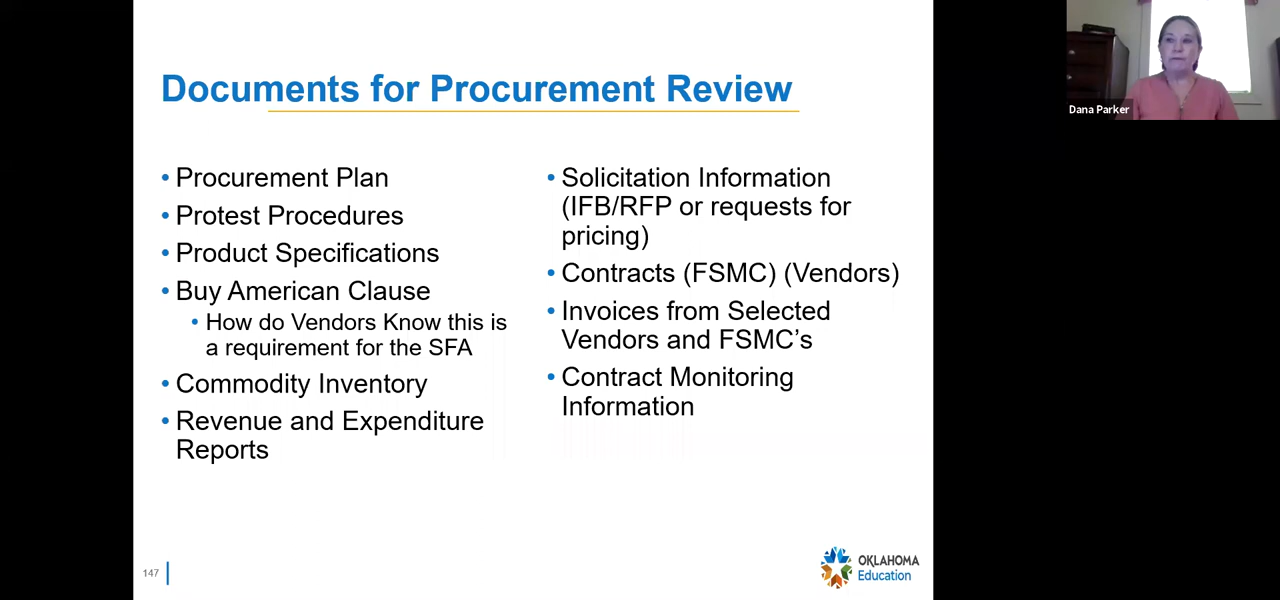 Documents for Procurement Review
• Procurement Plan
• Protest Procedures
• Product Specifications
• Buy American Clause
• How do Vendors Know this is
a requirement for the SFA
• Commodity Inventory
• Revenue and Expenditure
Reports
• Solicitation Information
(IFB/RFP or requests for
pricing)
• Contracts (FSMC) (Vendors)
• Invoices from Selected
Vendors and FSMC’s
• Contract Monitoring
Information
147
OKLAHOMA
Education
Dana Parker